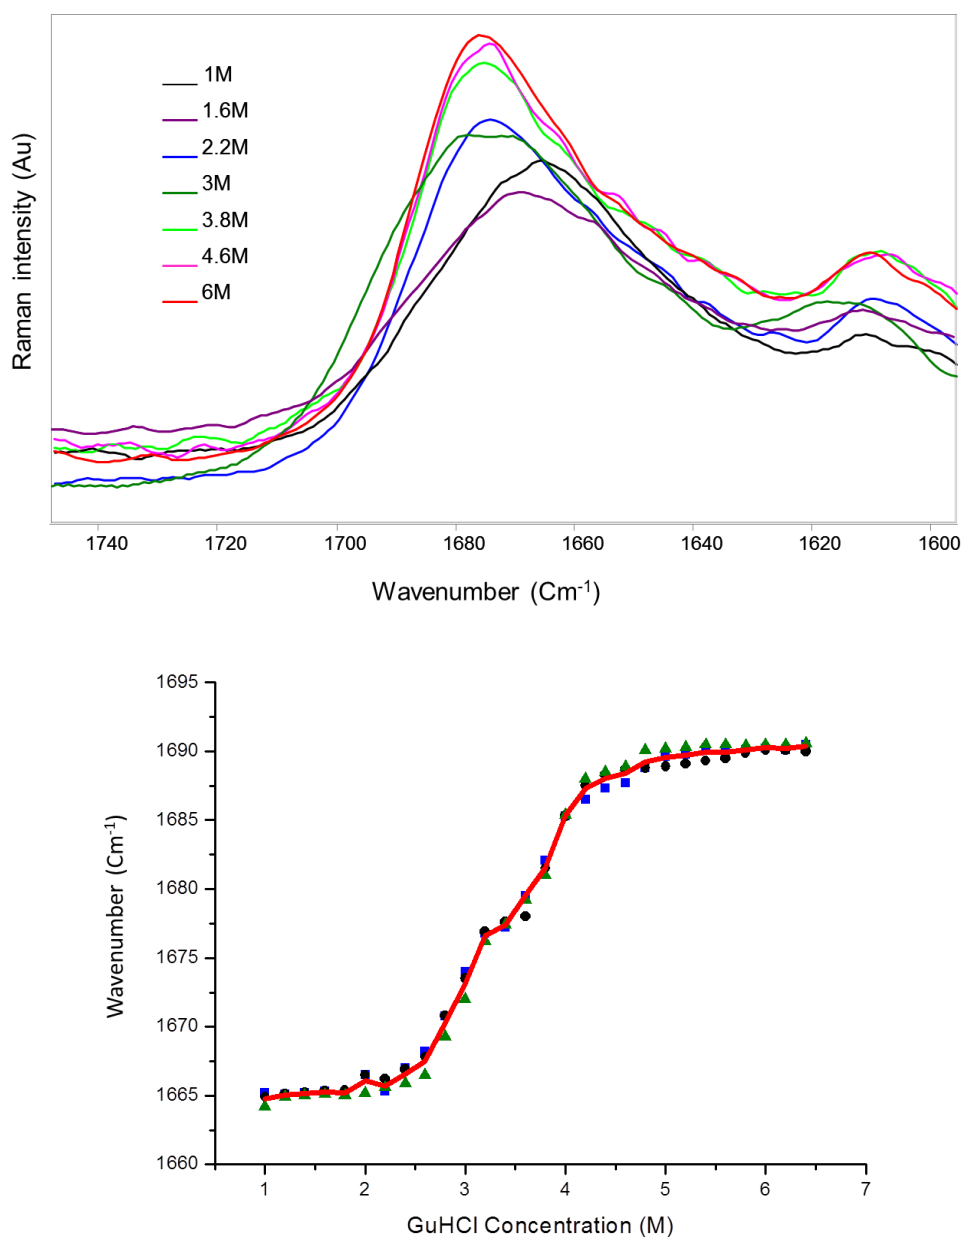 1M
1.6M
2.2M
3M
3.8M
4.6M
6M
Raman intensity (Au)
1740 1720 1700 1680 1660 1640 1620 1600
Wavenumber (Cm-1)
1695
1690
1685
1680
1675
1670
1665
1660
Wavenumber (Cm-1)
1 2 3 4 5 6 7
GuHCl Concentration (M)